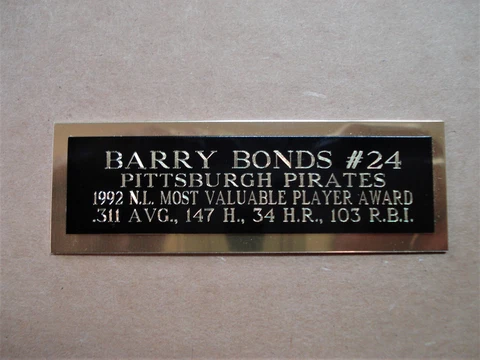 BARRY BONDS #24
PITTSBURGH PIRATES
1992 N.L. MOST VALUABLE PLAYER AWARD
.311 AVG., 147 H., 34 H.R., 103 R.B.I.